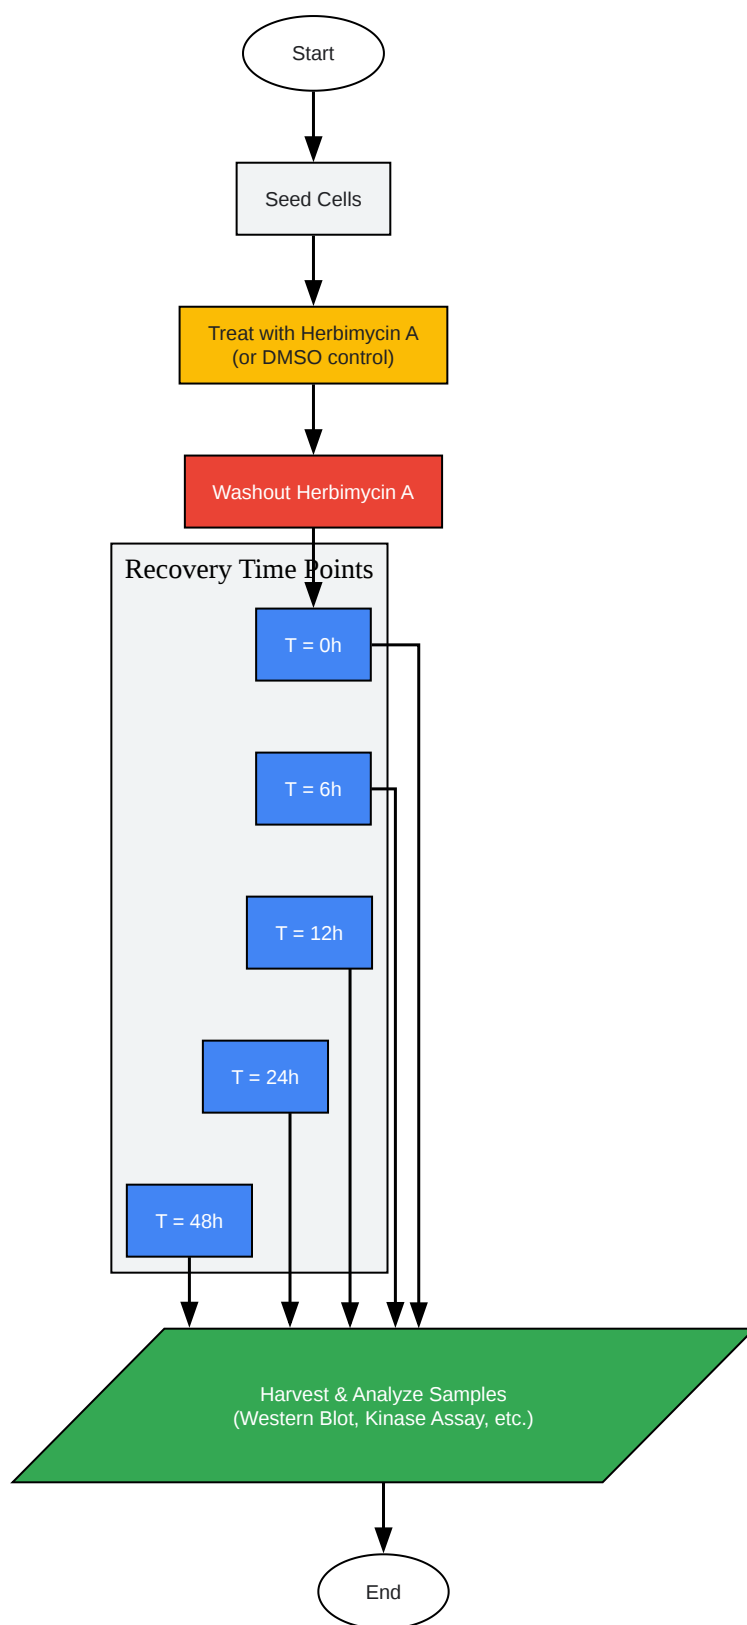 Start
Seed Cells
Treat with Herbimycin A
(or DMSO control)
Washout Herbimycin A
Recovery Time Points
T = 0h
T = 6h
T = 12h
T = 24h
T = 48h
Harvest & Analyze Samples
(Western Blot, Kinase Assay, etc.)
End